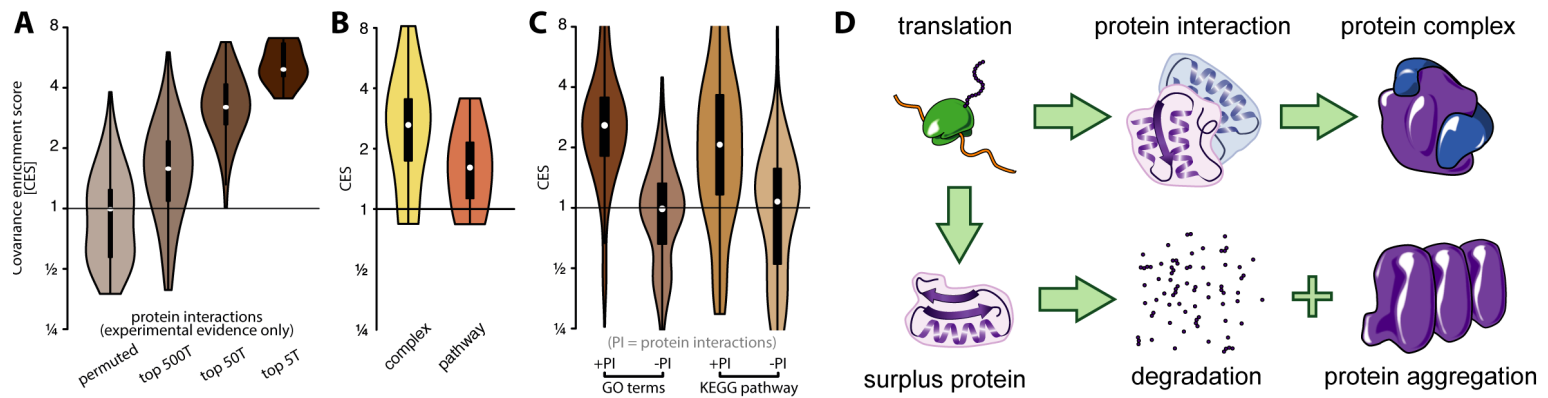 A
Covariance enrichment score
[CES]
8
4
2
1
½
¼
protein interactions
(experimental evidence only)
permuted
top 500T
top 50T
top 5T
B
CES
8
4
2
1
½
¼
complex
pathway
C
CES
8
4
2
1
½
¼
(PI = protein interactions)
+PI -PI +PI -PI
GO terms KEGG pathway
D
translation
protein interaction
protein complex
surplus protein
degradation
protein aggregation